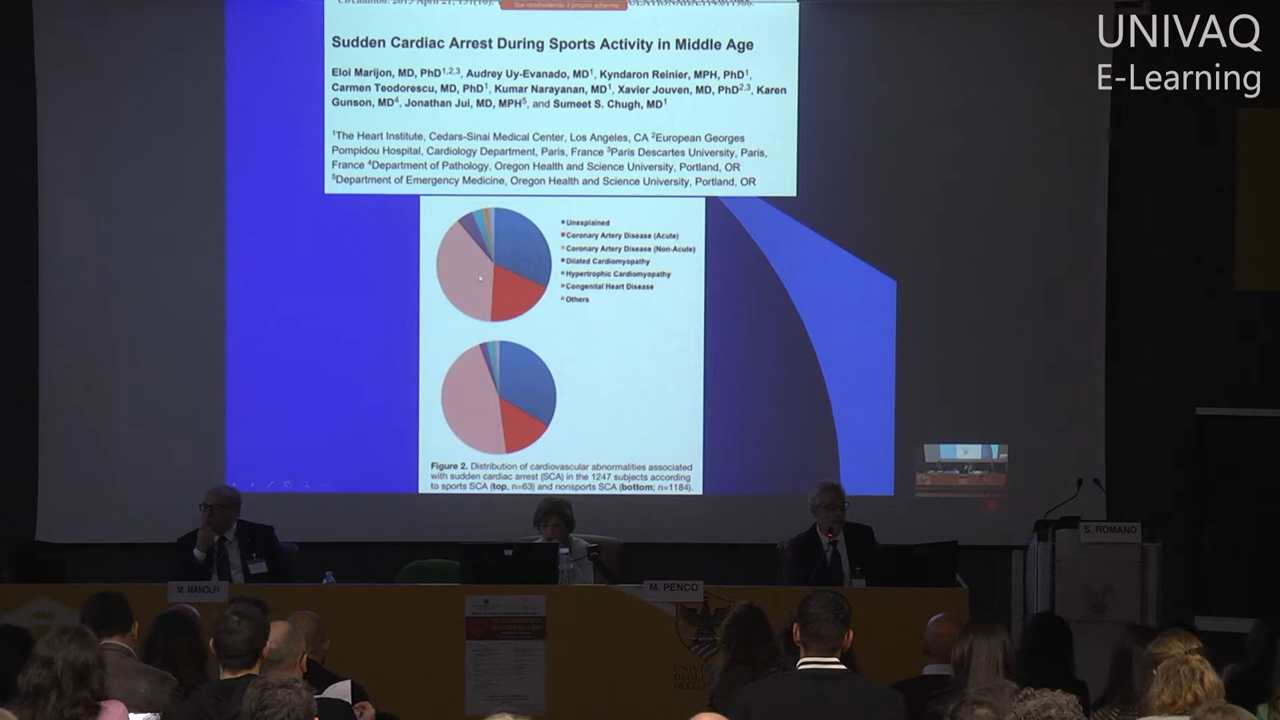 UNIVAQ
E-Learning
Stai condividendo il proprio schermo
Sudden Cardiac Arrest During Sports Activity in Middle Age
Eloi Marijon, MD, PhD1,2,3, Audrey Uy-Evanado, MD1, Kyndaron Reinier, MPH, PhD1,
Carmen Teodorescu, MD, PhD1, Kumar Narayanan, MD1, Xavier Jouven, MD, PhD2,3, Karen
Gunson, MD4, Jonathan Jui, MD, MPH5, and Sumeet S. Chugh, MD1
1The Heart Institute, Cedars-Sinai Medical Center, Los Angeles, CA 2European Georges
Pompidou Hospital, Cardiology Department, Paris, France 3Paris Descartes University, Paris,
France 4Department of Pathology, Oregon Health and Science University, Portland, OR
5Department of Emergency Medicine, Oregon Health and Science University, Portland, OR
Unexplained
Coronary Artery Disease (Acute)
Coronary Artery Disease (Non-Acute)
Dilated Cardiomyopathy
Hypertrophic Cardiomyopathy
Congenital Heart Disease
Others
Figure 2. Distribution of cardiovascular abnormalities associated
with sudden cardiac arrest (SCA) in the 1247 subjects according
to sports SCA (top, n=63) and nonsports SCA (bottom; n=1184).
S. ROMANO
M. MANOLFI
M. PENCO